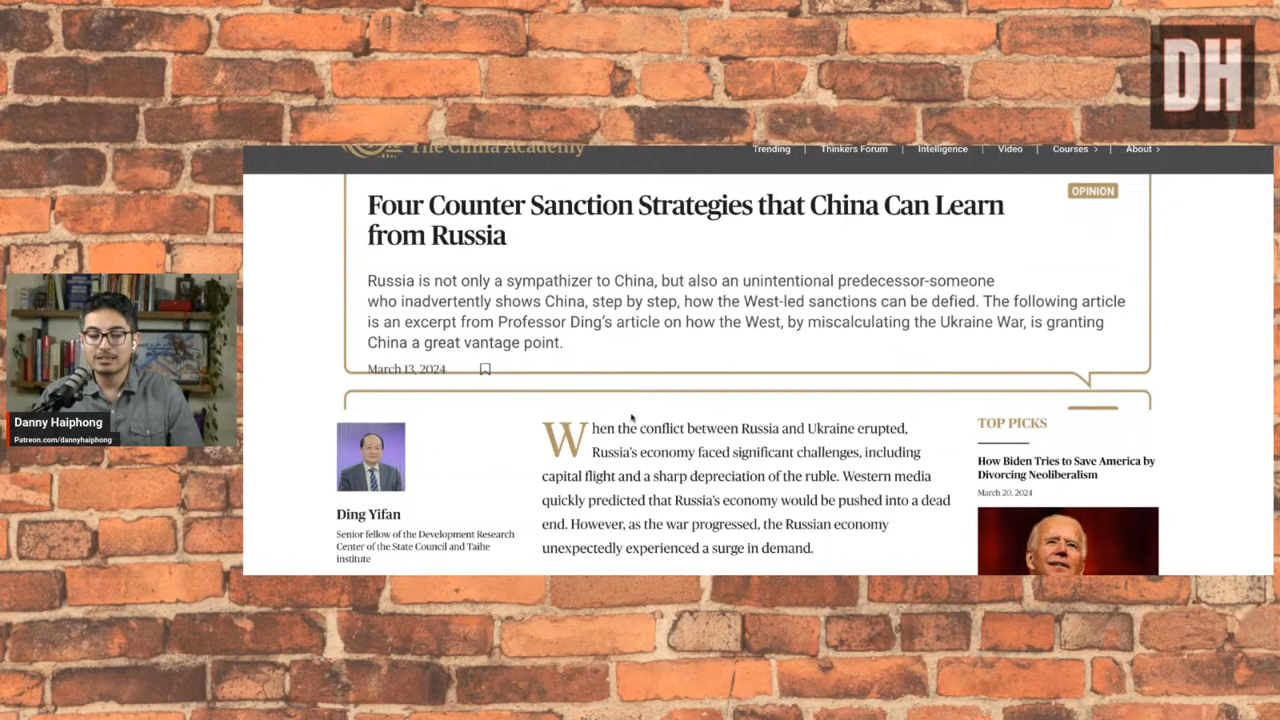 DH
The China Academy
Trending | Thinkers Forum | Intelligence | Video | Courses > | About >
OPINION
Four Counter Sanction Strategies that China Can Learn
from Russia
Russia is not only a sympathizer to China, but also an unintentional predecessor-someone
who inadvertently shows China, step by step, how the West-led sanctions can be defied. The following article
is an excerpt from Professor Ding's article on how the West, by miscalculating the Ukraine War, is granting
China a great vantage point.
March 13, 2024
Danny Haiphong
Patreon.com/dannyhaiphong
Ding Yifan
Senior fellow of the Development Research
Center of the State Council and Taihe
institute
When the conflict between Russia and Ukraine erupted,
Russia's economy faced significant challenges, including
capital flight and a sharp depreciation of the ruble. Western media
quickly predicted that Russia's economy would be pushed into a dead
end. However, as the war progressed, the Russian economy
unexpectedly experienced a surge in demand.
TOP PICKS
How Biden Tries to Save America by
Divorcing Neoliberalism
March 20, 2024